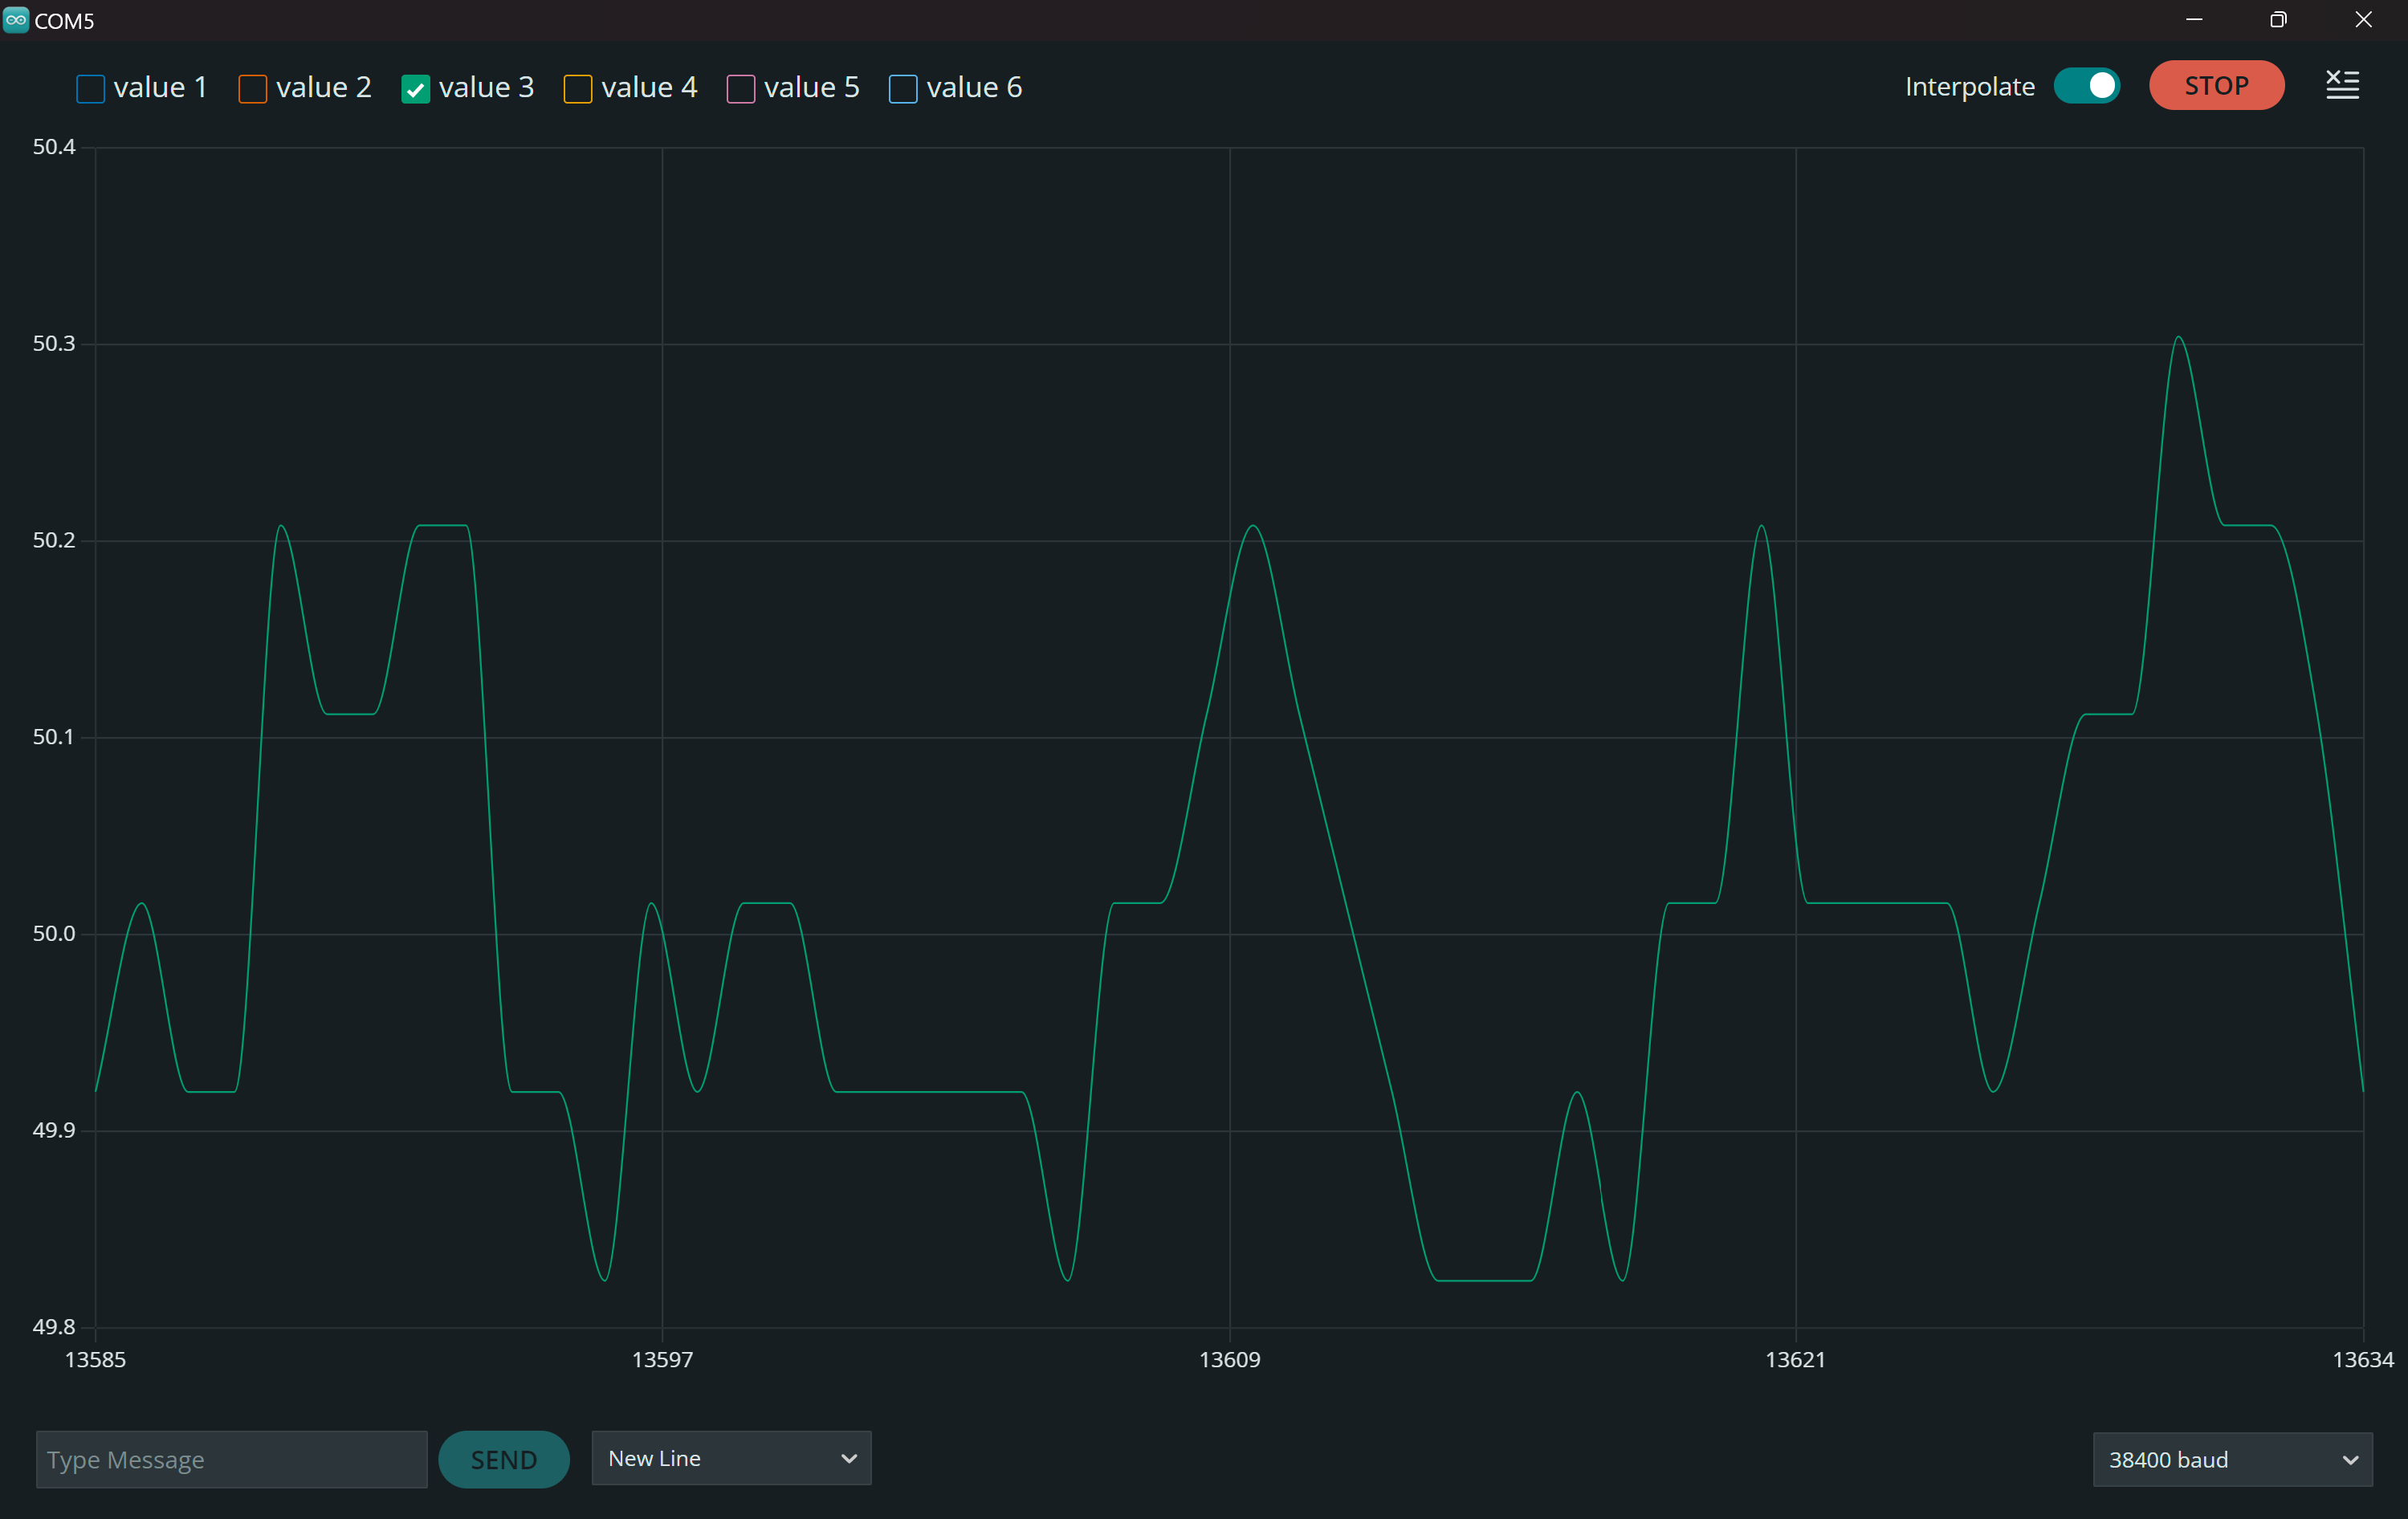 COM5
value 1 value 2 value 3 value 4 value 5 value 6 Interpolate STOP
50.4
50.3
50.2
50.1
50.0
49.9
49.8
13585 13597 13609 13621 13634
Type Message SEND New Line 38400 baud